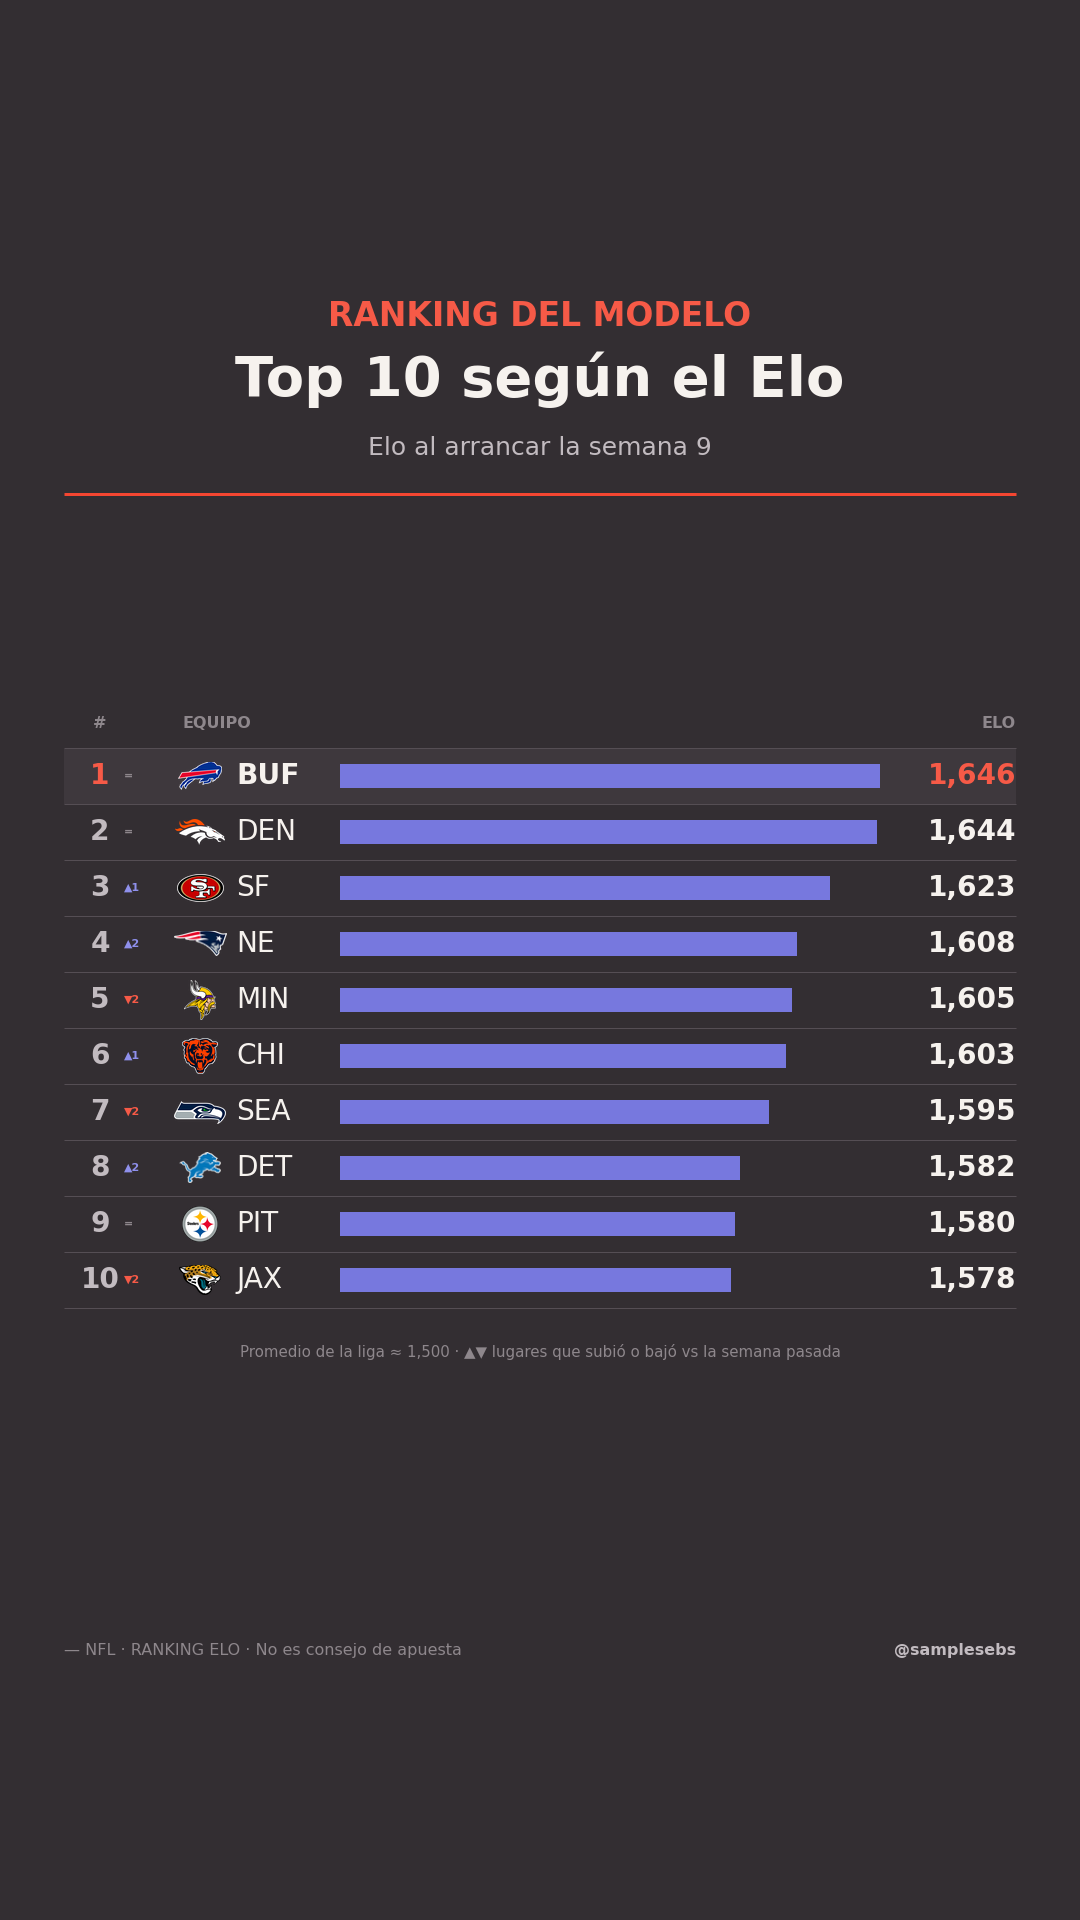 RANKING DEL MODELO
Top 10 según el Elo
Elo al arrancar la semana 9
# EQUIPO ELO
1 = BUF 1,646
2 = DEN 1,644
3 ▲1 SF 1,623
4 ▲2 NE 1,608
5 ▼2 MIN 1,605
6 ▲1 CHI 1,603
7 ▼2 SEA 1,595
8 ▲2 DET 1,582
9 = PIT 1,580
10 ▼2 JAX 1,578
Promedio de la liga ≈ 1,500 · ▲▼ lugares que subió o bajó vs la semana pasada
— NFL · RANKING ELO · No es consejo de apuesta @samplesebs